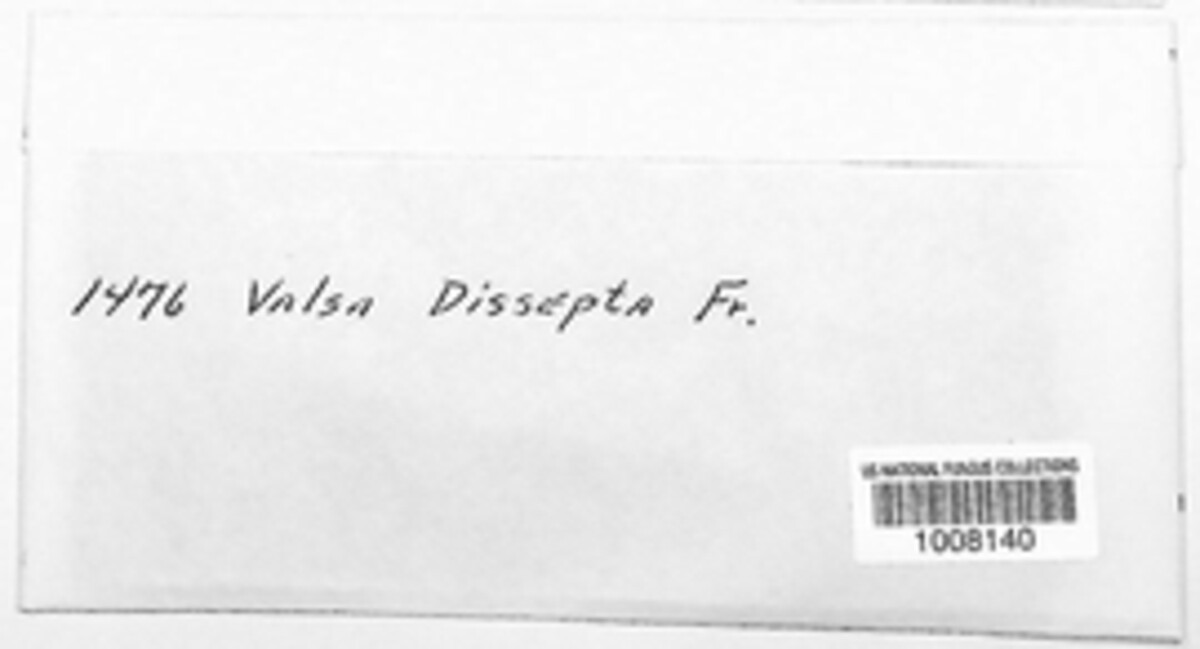 1476 Valsa Dissepta Fr.
US NATIONAL FUNGUS COLLECTIONS
1008140